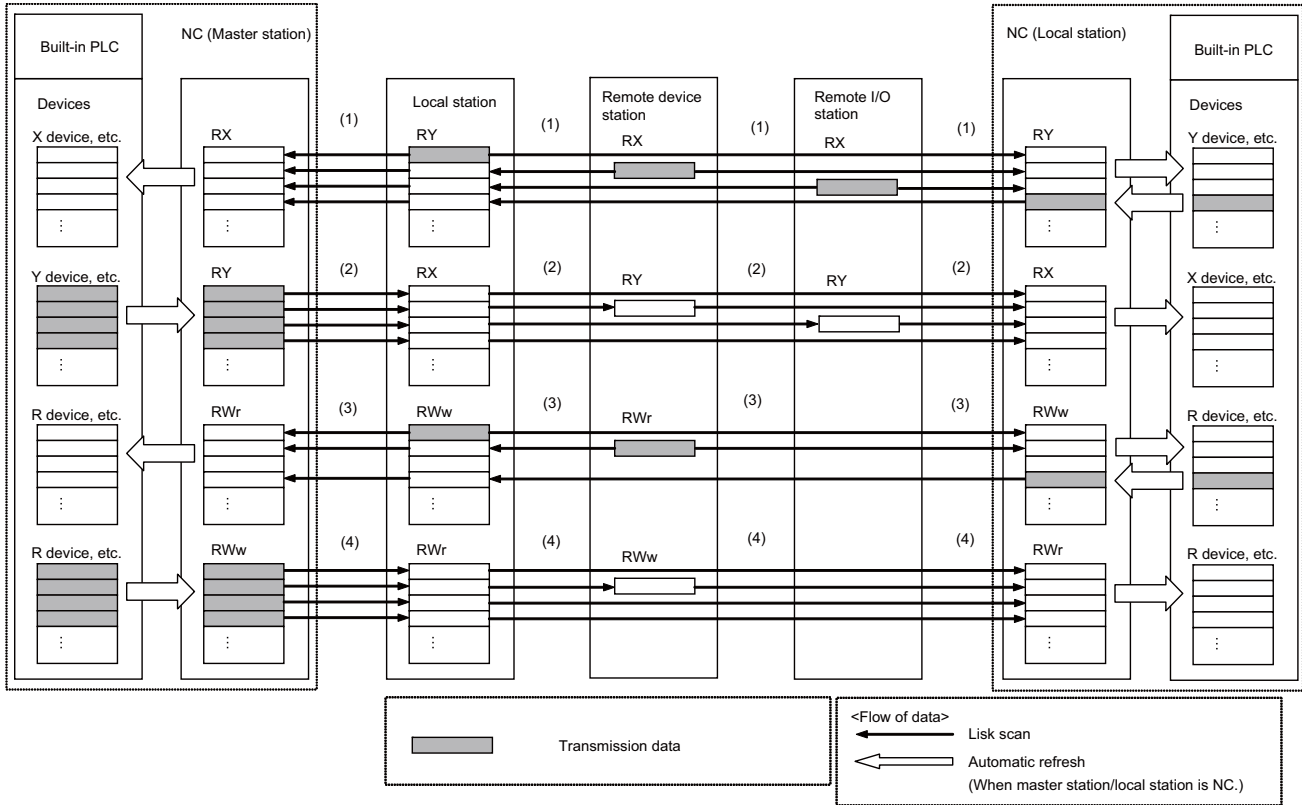 Built-in PLC
NC (Master station)
NC (Local station)
Built-in PLC
Devices
Local station
Remote device
station
Remote I/O
station
Devices
X device, etc.
RX
(1)
RY
(1)
RX
(1)
RX
(1)
RY
Y device, etc.
⋮
⋮
⋮
⋮
⋮
Y device, etc.
RY
(2)
RX
(2)
RY
(2)
RY
(2)
RX
X device, etc.
⋮
⋮
⋮
⋮
⋮
R device, etc.
RWr
(3)
RWw
(3)
RWr
(3)
(3)
RWw
R device, etc.
⋮
⋮
⋮
⋮
⋮
R device, etc.
RWw
(4)
RWr
(4)
RWw
(4)
(4)
RWr
R device, etc.
⋮
⋮
⋮
⋮
⋮
Transmission data
<Flow of data>
Lisk scan
Automatic refresh
(When master station/local station is NC.)